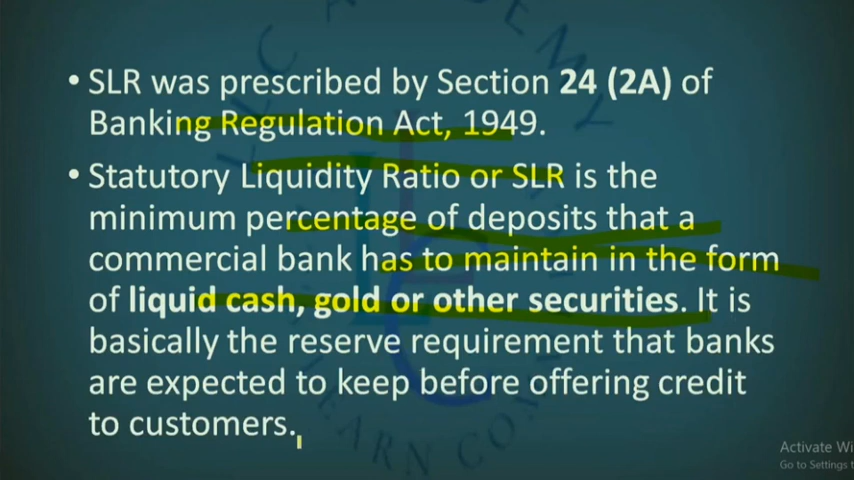 • SLR was prescribed by Section 24 (2A) of
Banking Regulation Act, 1949.
• Statutory Liquidity Ratio or SLR is the
minimum percentage of deposits that a
commercial bank has to maintain in the form
of liquid cash, gold or other securities. It is
basically the reserve requirement that banks
are expected to keep before offering credit
to customers.
Activate Wi
Go to Settings t